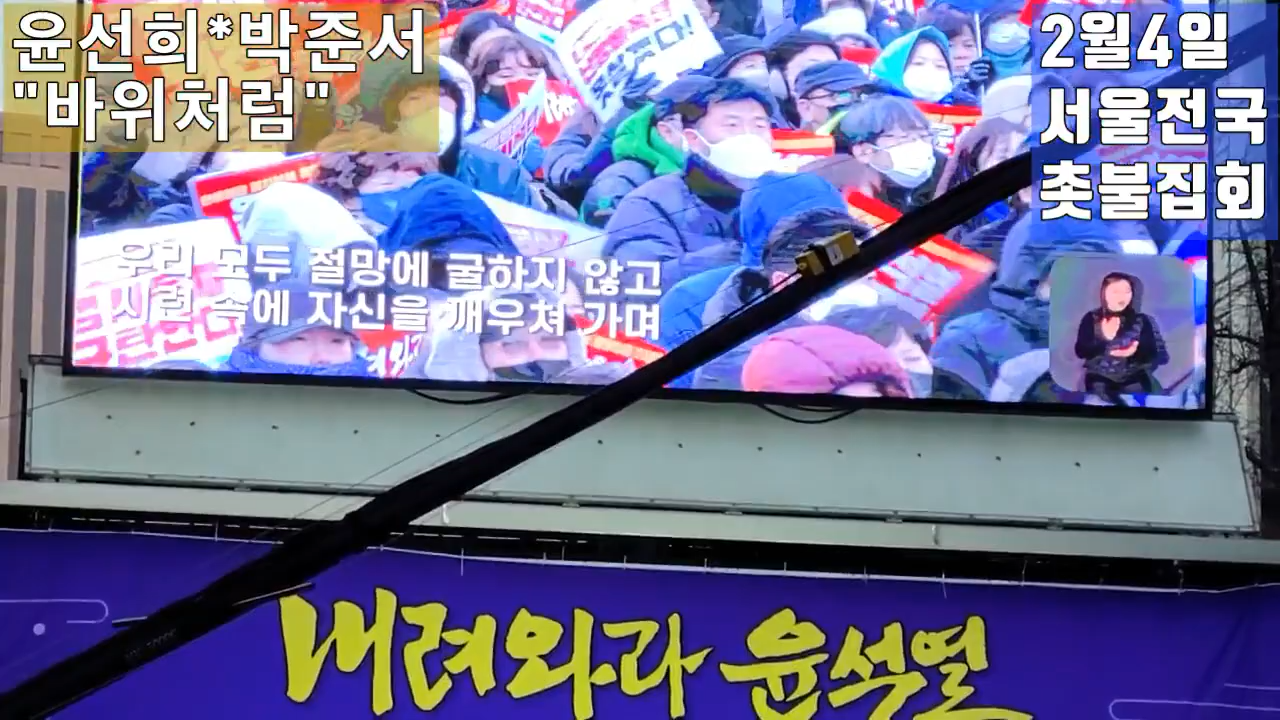 윤선희*박준서
"바위처럼"
2월4일
서울전국
촛불집회
우리 모두 절망에 굴하지 않고
시련 속에 자신을 깨우쳐 가며
내려와라 윤석열